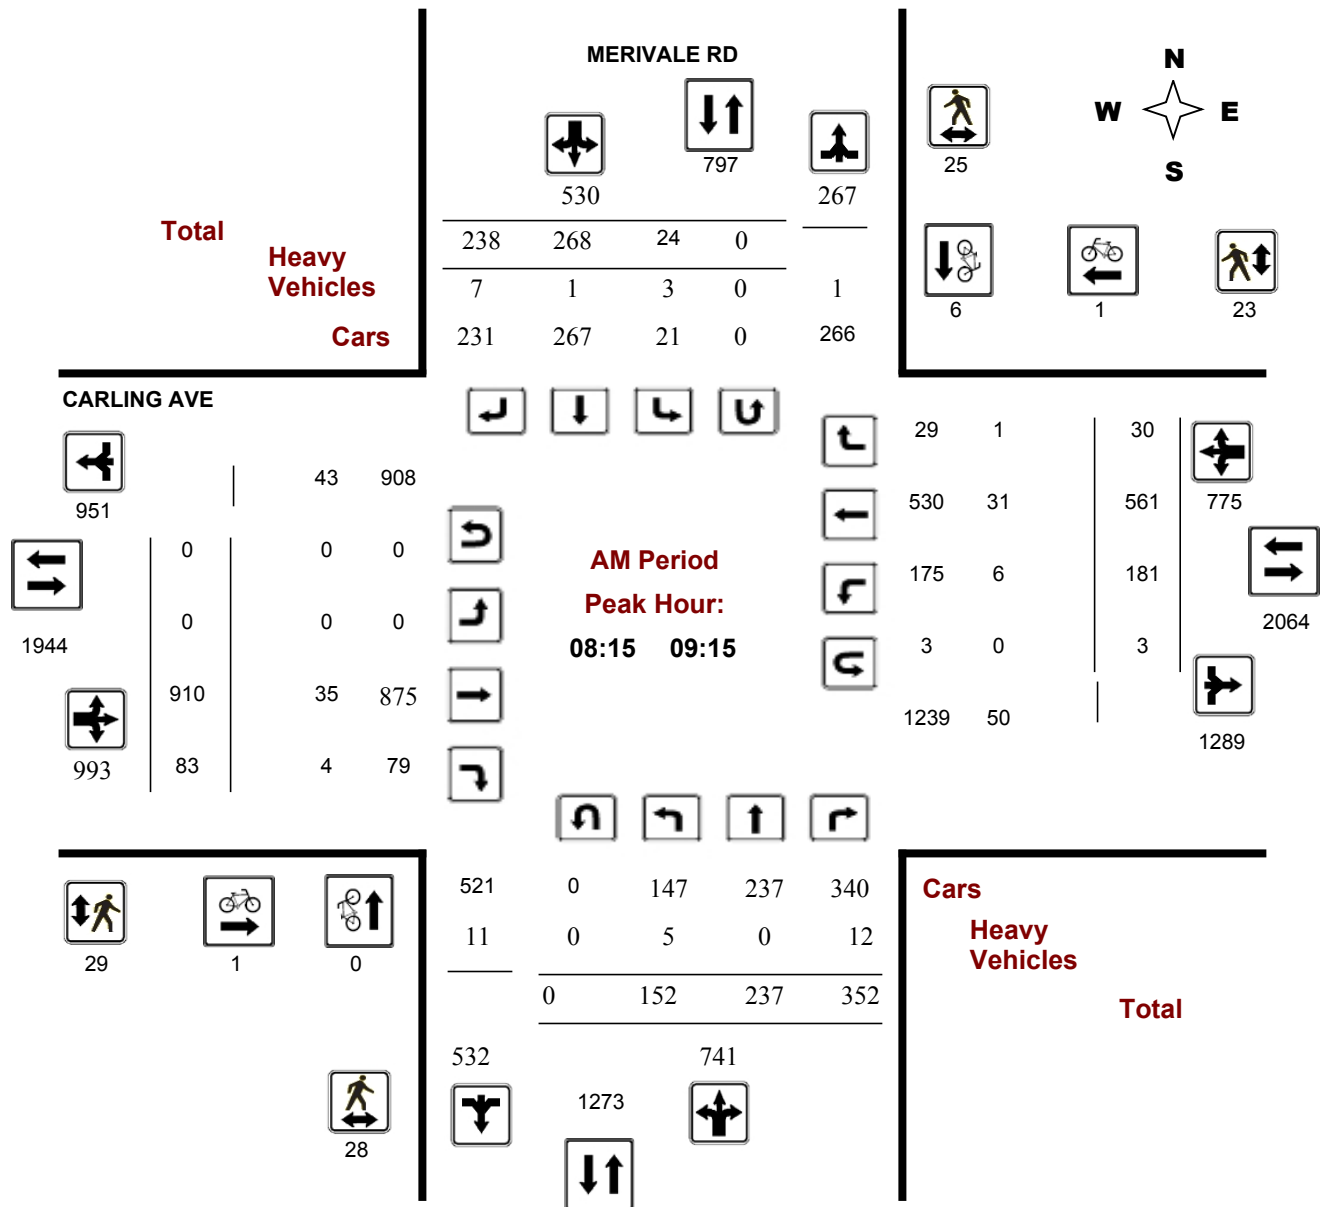 MERIVALE RD
N
W E
S
797
25
530 267
Total
238 268 24 0
Heavy
Vehicles
7 1 3 0 1
6 1 23
Cars
231 267 21 0 266
CARLING AVE
29 1 30
43 908
951
530 31 561 775
0 0 0
AM Period
175 6 181
Peak Hour:
0 0 0
2064
1944
08:15 09:15
3 0 3
910 35 875
1239 50
1289
993 83 4 79
521 0 147 237 340
Cars
11 0 5 0 12
Heavy
Vehicles
29 1 0
0 152 237 352
Total
532 741
1273
28